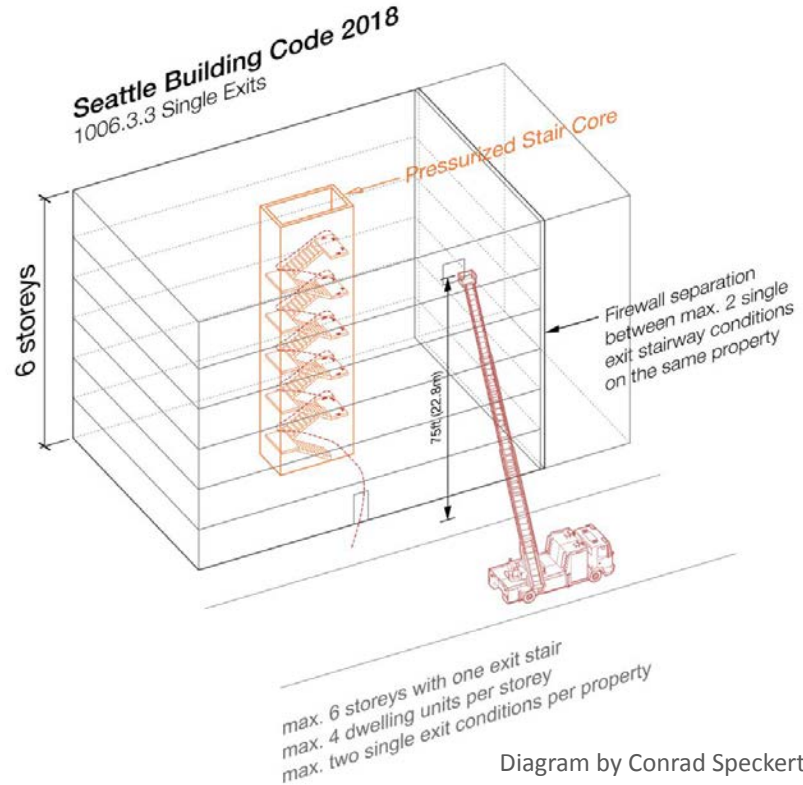 Seattle Building Code 2018
1006.3.3 Single Exits
Pressurized Stair Core
6 storeys
75ft (22.8m)
Firewall separation
between max. 2 single
exit stairway conditions
on the same property
max. 6 storeys with one exit stair
max. 4 dwelling units per storey
max. two single exit conditions per property
Diagram by Conrad Speckert